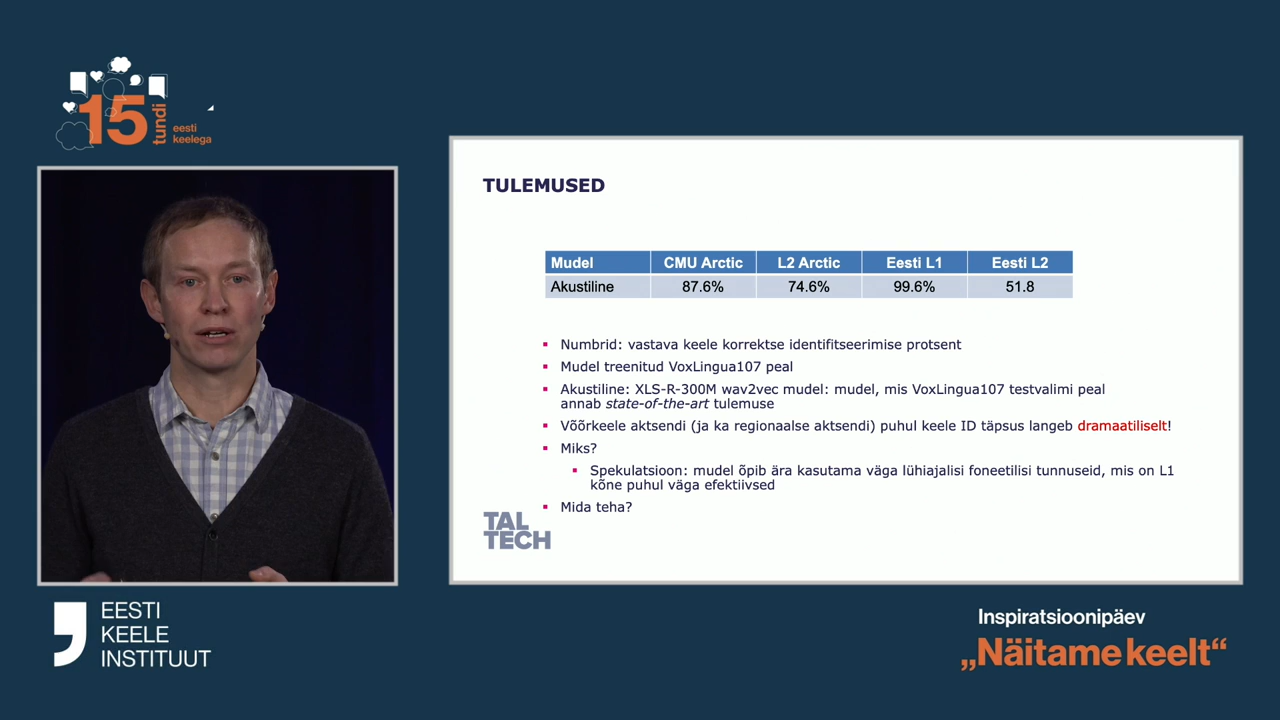 15 tundi
eesti
keelega
TULEMUSED
Mudel CMU Arctic L2 Arctic Eesti L1 Eesti L2
Akustiline 87.6% 74.6% 99.6% 51.8
▪ Numbrid: vastava keele korrektse identifitseerimise protsent
▪ Mudel treenitud VoxLingua107 peal
▪ Akustiline: XLS-R-300M wav2vec mudel: mudel, mis VoxLingua107 testvalimi peal
annab state-of-the-art tulemuse
▪ Võõrkeele aktsendi (ja ka regionaalse aktsendi) puhul keele ID täpsus langeb dramaatiliselt!
▪ Miks?
▪ Spekulatsioon: mudel õpib ära kasutama väga lühiajalisi foneetilisi tunnuseid, mis on L1
kõne puhul väga efektiivsed
▪ Mida teha?
TAL
TECH
EESTI
KEELE
INSTITUUT
Inspiratsioonipäev
„Näitame keelt“